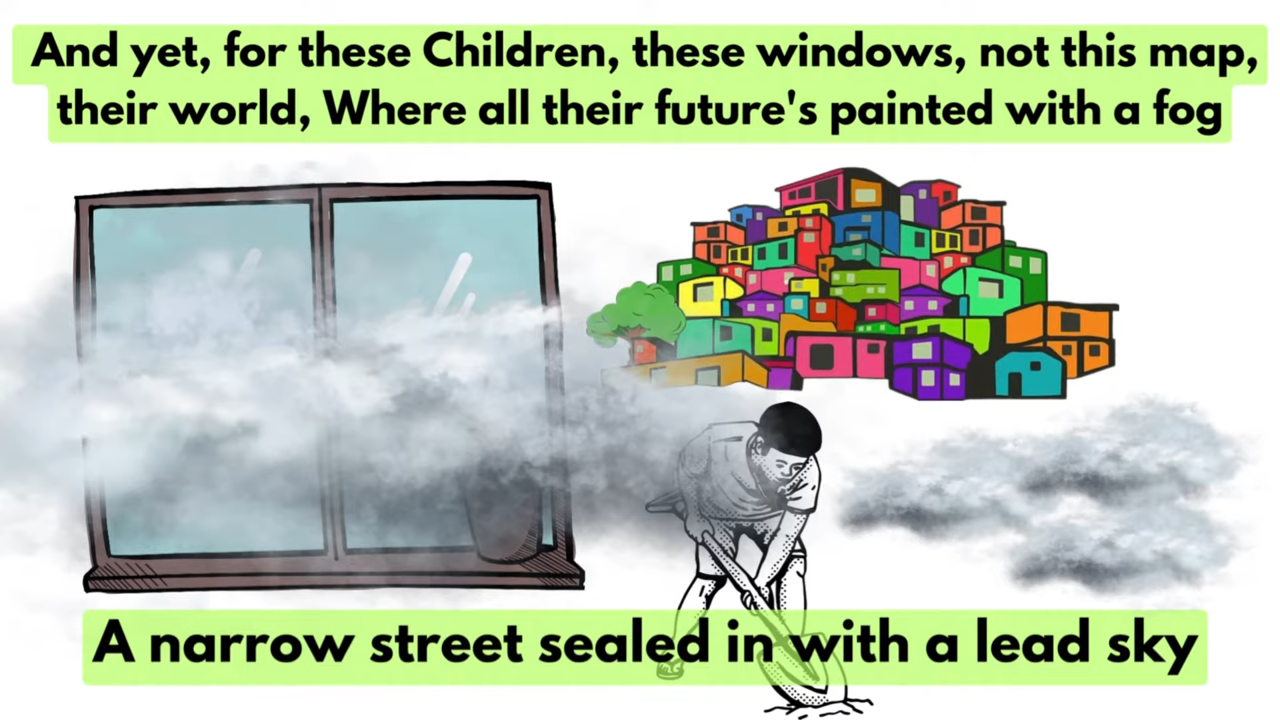 And yet, for these Children, these windows, not this map,
their world, Where all their future's painted with a fog
A narrow street sealed in with a lead sky